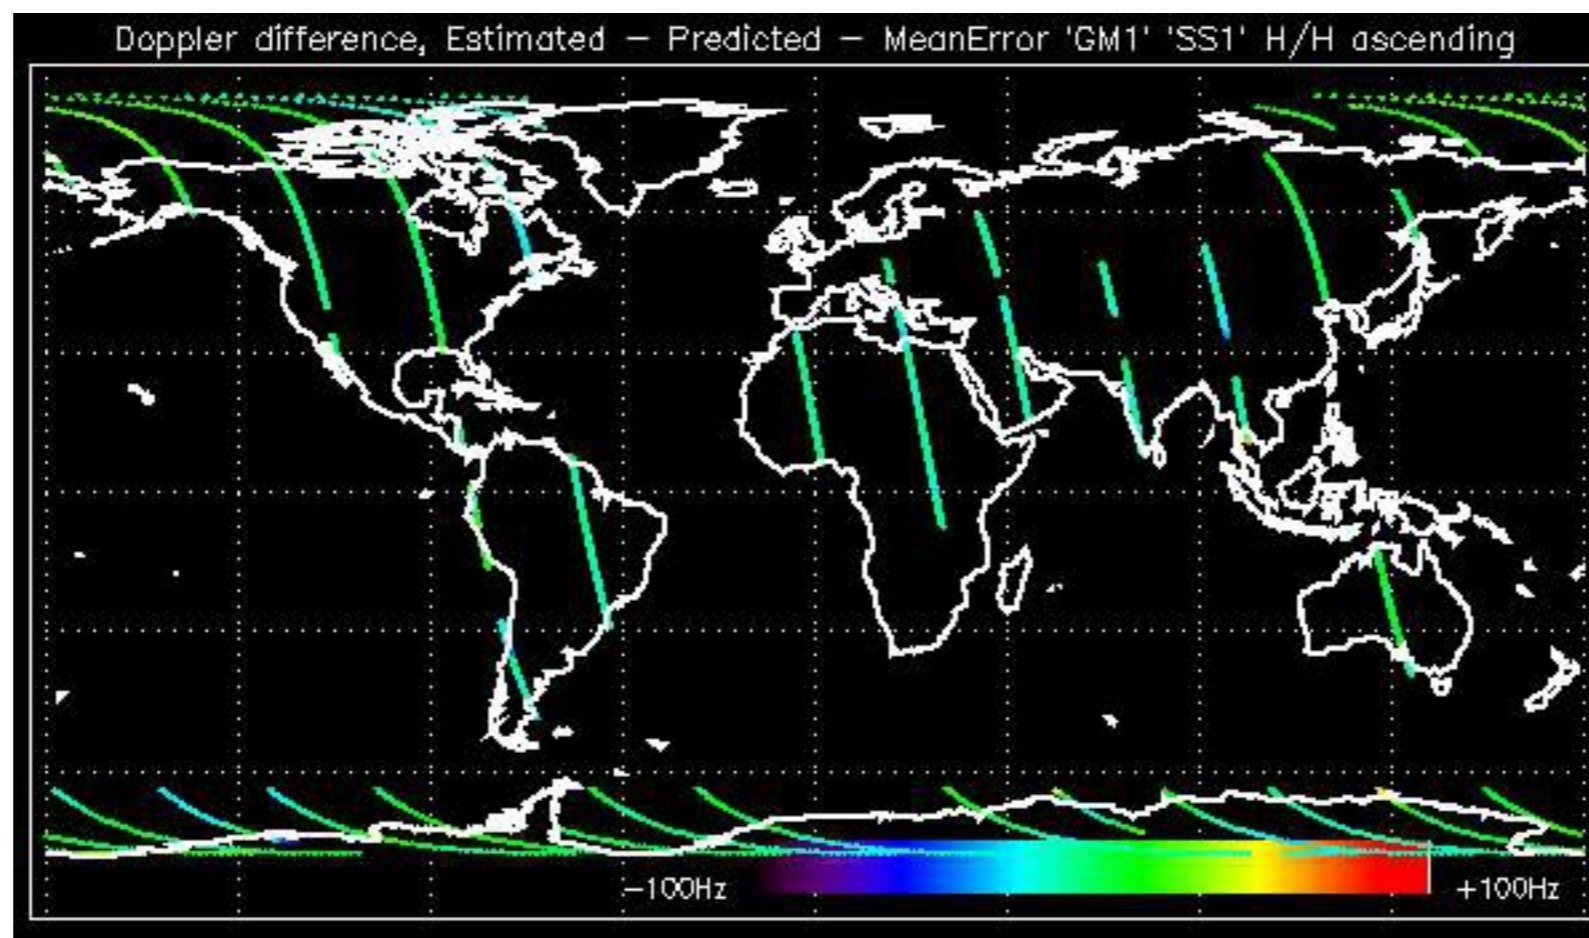 Doppler difference, Estimated – Predicted – MeanError 'GM1' 'SS1' H/H ascending
–100Hz +100Hz